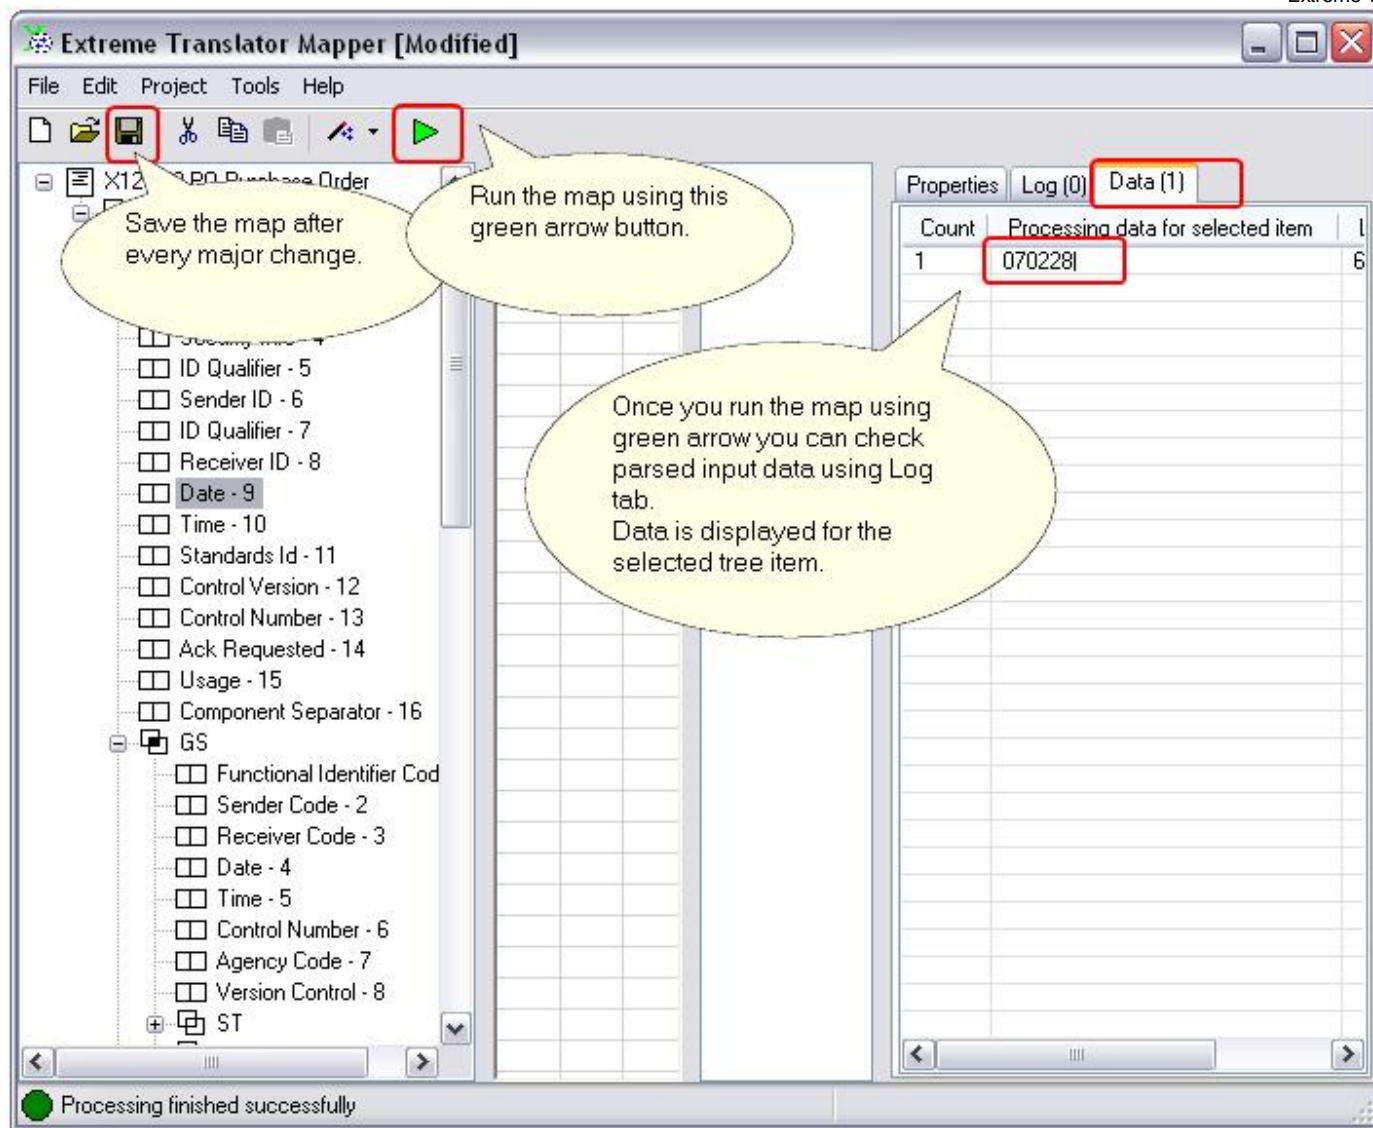 Extreme
Extreme Translator Mapper [Modified]
File Edit Project Tools Help
X12 PO Purchase Order
Save the map after
every major change.
Run the map using this
green arrow button.
Properties Log (0) Data (1)
Count Processing data for selected item L
1 070228| 6
Once you run the map using
green arrow you can check
parsed input data using Log
tab.
Data is displayed for the
selected tree item.
ID Qualifier - 5
Sender ID - 6
ID Qualifier - 7
Receiver ID - 8
Date - 9
Time - 10
Standards Id - 11
Control Version - 12
Control Number - 13
Ack Requested - 14
Usage - 15
Component Separator - 16
GS
Functional Identifier Cod
Sender Code - 2
Receiver Code - 3
Date - 4
Time - 5
Control Number - 6
Agency Code - 7
Version Control - 8
ST
Processing finished successfully